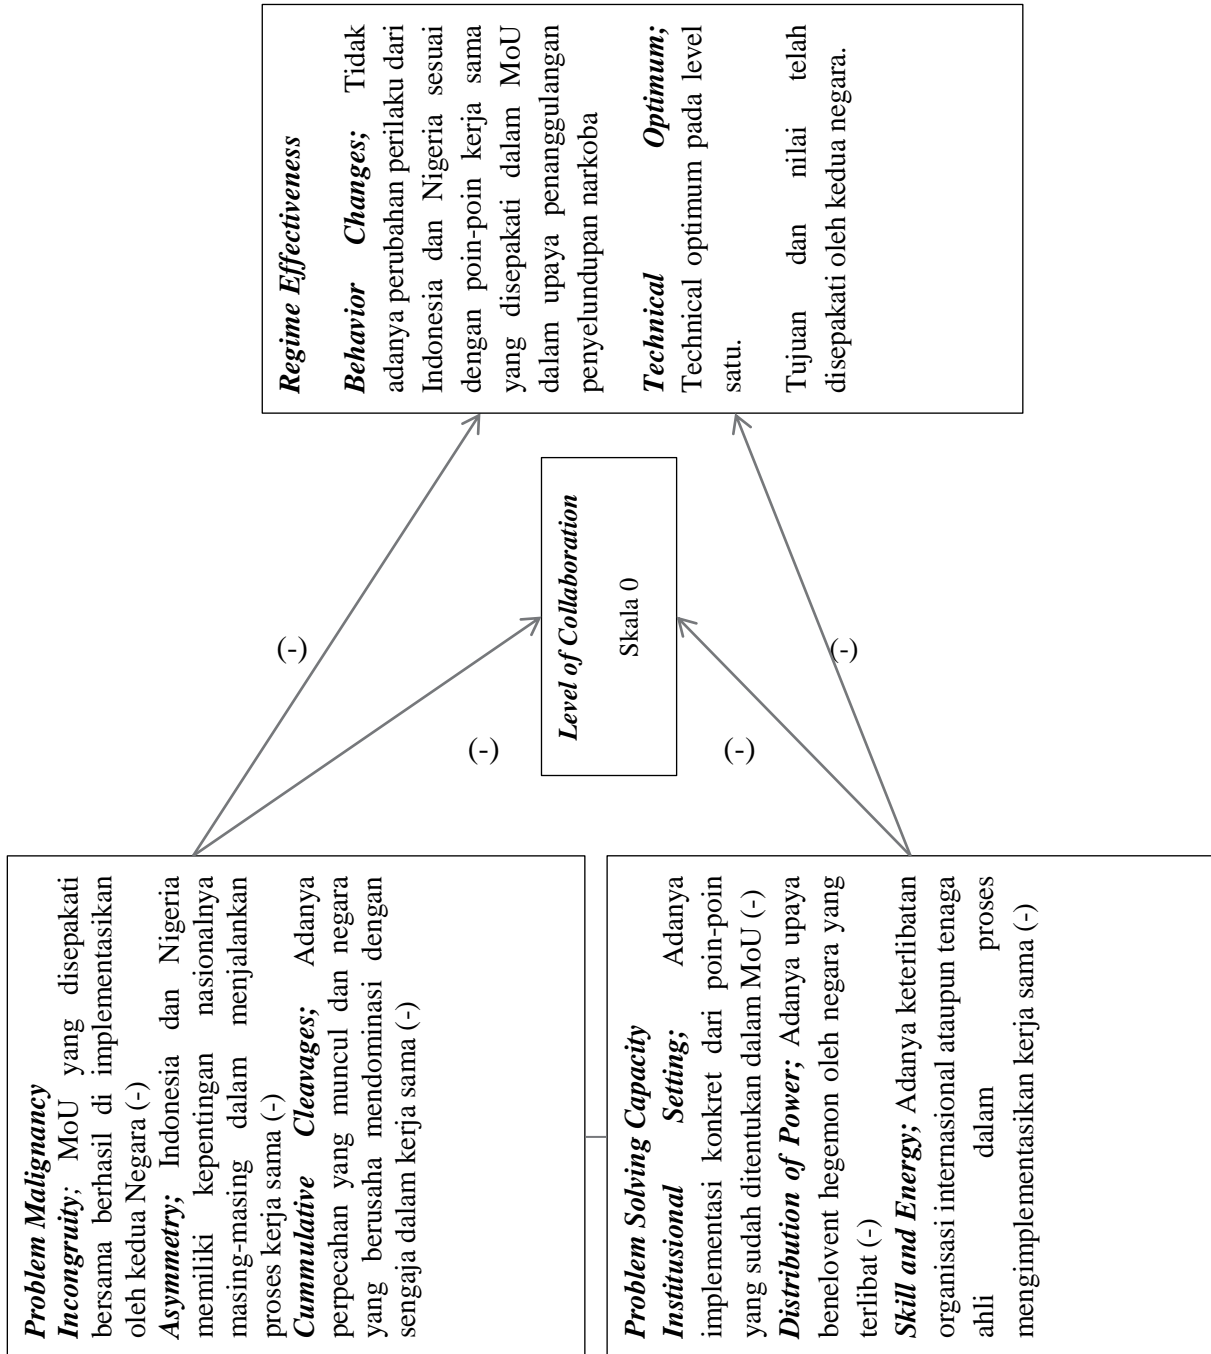 Problem Malignancy
Incongruity; MoU yang disepakati
bersama berhasil di implementasikan
oleh kedua Negara (-)
Asymmetry; Indonesia dan Nigeria
memiliki kepentingan nasionalnya
masing-masing dalam menjalankan
proses kerja sama (-)
Cummulative Cleavages; Adanya
perpecahan yang muncul dan negara
yang berusaha mendominasi dengan
sengaja dalam kerja sama (-)
Problem Solving Capacity
Institusional Setting; Adanya
implementasi konkret dari poin-poin
yang sudah ditentukan dalam MoU (-)
Distribution of Power; Adanya upaya
benelovent hegemon oleh negara yang
terlibat (-)
Skill and Energy; Adanya keterlibatan
organisasi internasional ataupun tenaga
ahli dalam proses
mengimplementasikan kerja sama (-)
(-)
(-)
(-)
(-)
Level of Collaboration
Skala 0
Regime Effectiveness
Behavior Changes; Tidak
adanya perubahan perilaku dari
Indonesia dan Nigeria sesuai
dengan poin-poin kerja sama
yang disepakati dalam MoU
dalam upaya penanggulangan
penyelundupan narkoba
Technical Optimum;
Technical optimum pada level
satu.
Tujuan dan nilai telah
disepakati oleh kedua negara.